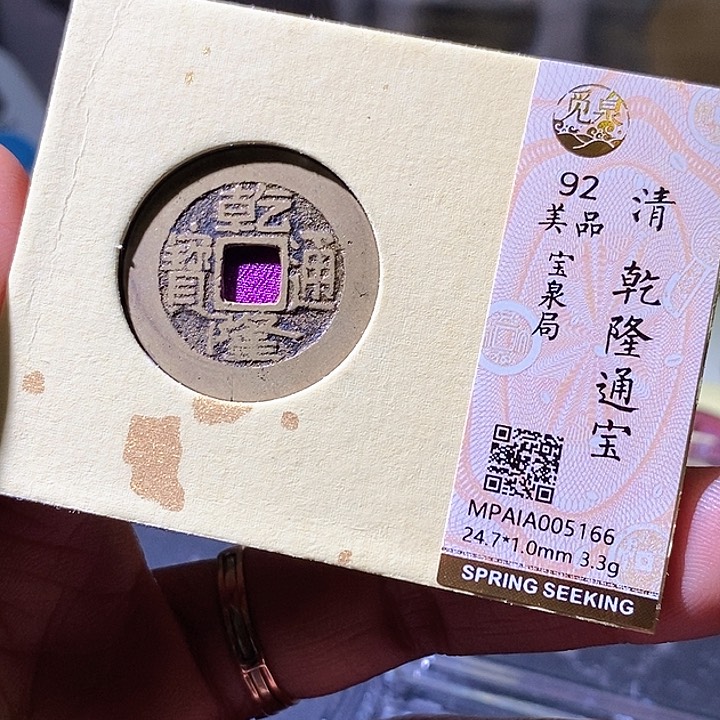 乾隆通寳
觅泉
92
美品
宝泉局
清 乾隆通宝
MPAIA005166
24.7*1.0mm 3.3g
SPRING SEEKING